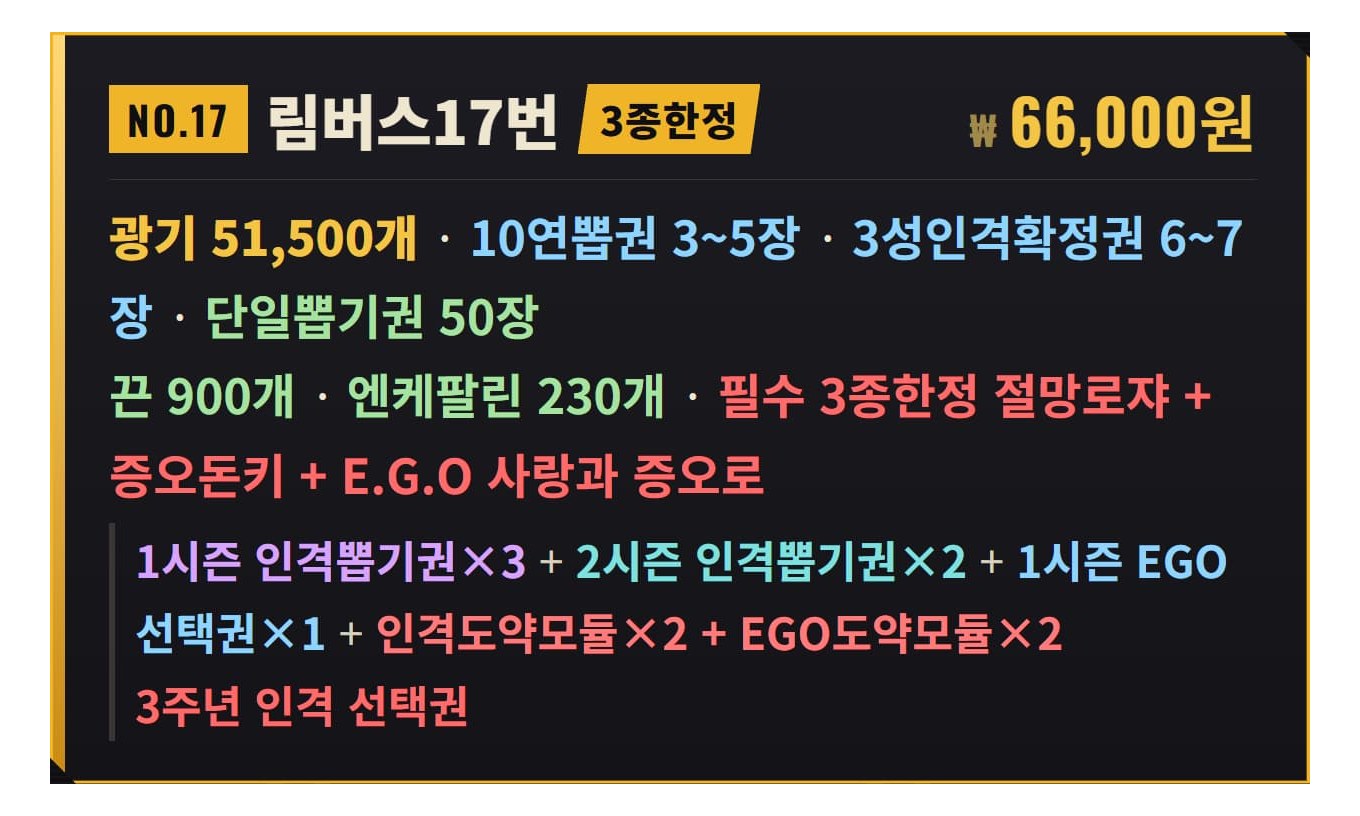 NO.17 림버스17번 3종한정 ₩ 66,000원
광기 51,500개 · 10연뽑권 3~5장 · 3성인격확정권 6~7
장 · 단일뽑기권 50장
끈 900개 · 엔케팔린 230개 · 필수 3종한정 절망로쟈 +
증오돈키 + E.G.O 사랑과 증오로
1시즌 인격뽑기권×3 + 2시즌 인격뽑기권×2 + 1시즌 EGO
선택권×1 + 인격도약모듈×2 + EGO도약모듈×2
3주년 인격 선택권